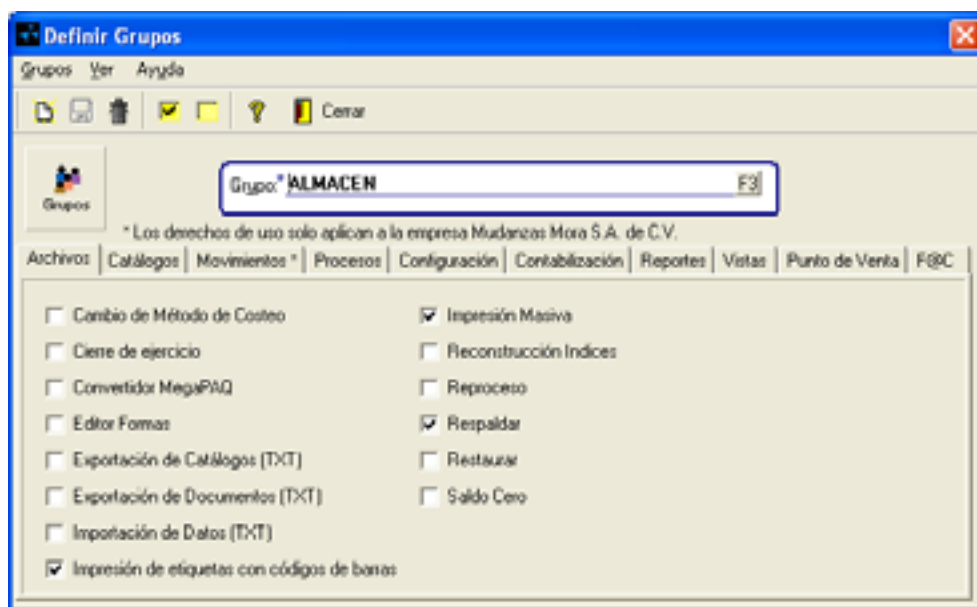 Definir Grupos
Grupos Ver Ayuda
Cerrar
Grupos
Grupo:* ALMACEN F3
* Los derechos de uso solo aplican a la empresa Mudanzas Mora S.A. de C.V.
Archivos Catálogos Movimientos * Procesos Configuración Contabilización Reportes Vistas Punto de Venta F@C
Cambio de Método de Costeo
Cierre de ejercicio
Convertidor MegaPAQ
Editor Formas
Exportación de Catálogos (TXT)
Exportación de Documentos (TXT)
Importación de Datos (TXT)
Impresión de etiquetas con códigos de barras
Impresión Masiva
Reconstrucción Indices
Reproceso
Respaldar
Restaurar
Saldo Cero